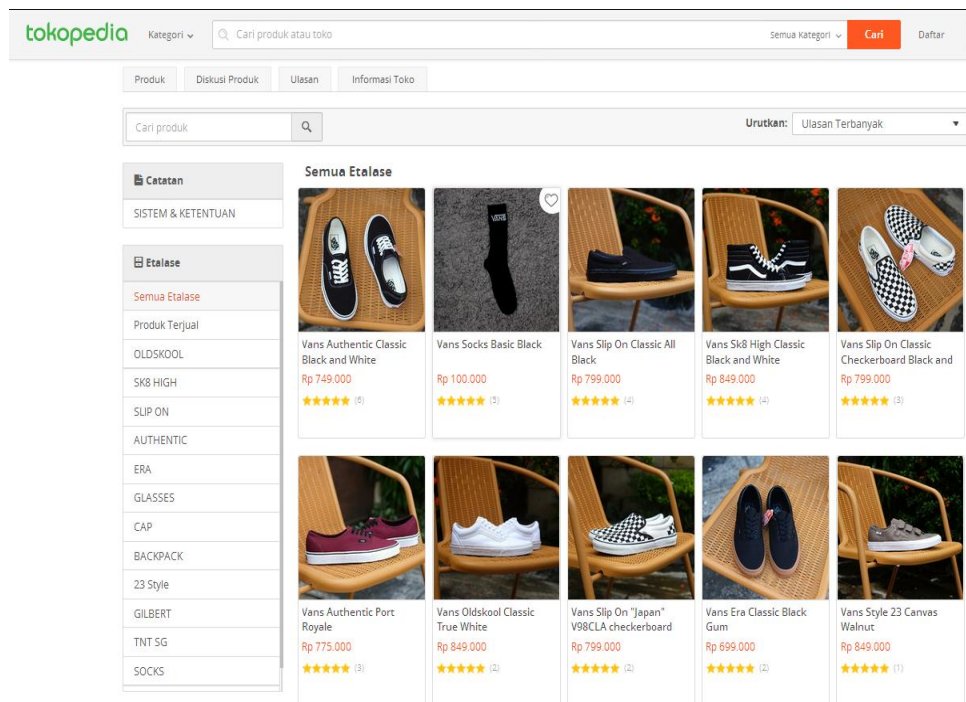 tokopedia
Kategori
Cari produk atau toko
Semua Kategori
Cari
Daftar
Produk
Diskusi Produk
Ulasan
Informasi Toko
Cari produk
Urutkan:
Ulasan Terbanyak
Catatan
SISTEM & KETENTUAN
Etalase
Semua Etalase
Produk Terjual
OLDSKOOL
SK8 HIGH
SLIP ON
AUTHENTIC
ERA
GLASSES
CAP
BACKPACK
23 Style
GILBERT
TNT SG
SOCKS
Semua Etalase
VANS
Vans Authentic Classic
Black and White
Rp 749.000
(6)
Vans Socks Basic Black
Rp 100.000
(5)
Vans Slip On Classic All
Black
Rp 799.000
(4)
Vans Sk8 High Classic
Black and White
Rp 849.000
(4)
Vans Slip On Classic
Checkerboard Black and
Rp 799.000
(3)
Vans Authentic Port
Royale
Rp 775.000
(3)
Vans Oldskool Classic
True White
Rp 849.000
(2)
Vans Slip On "Japan"
V98CLA checkerboard
Rp 799.000
(2)
Vans Era Classic Black
Gum
Rp 699.000
(2)
Vans Style 23 Canvas
Walnut
Rp 849.000
(1)